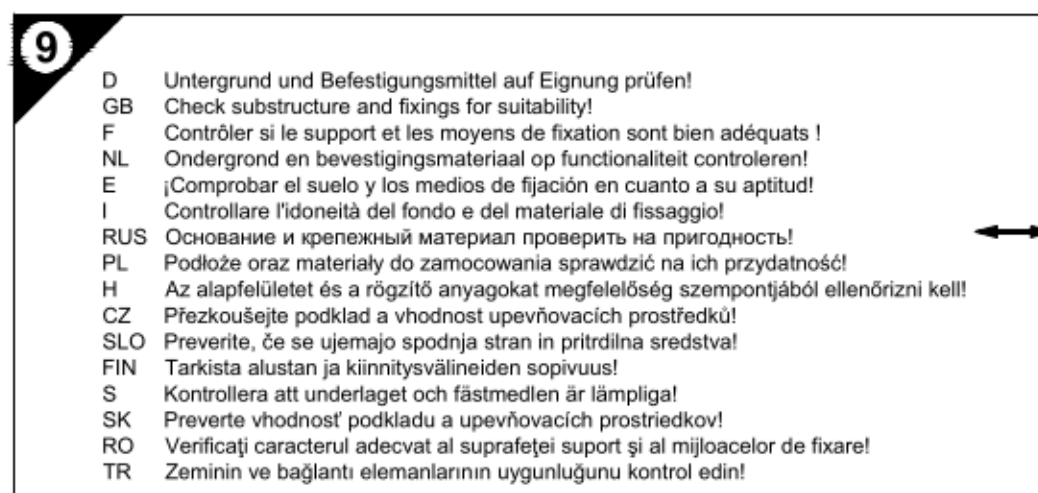 9
D Untergrund und Befestigungsmittel auf Eignung prüfen!
GB Check substructure and fixings for suitability!
F Contrôler si le support et les moyens de fixation sont bien adéquats !
NL Ondergrond en bevestigingsmateriaal op functionaliteit controleren!
E ¡Comprobar el suelo y los medios de fijación en cuanto a su aptitud!
I Controllare l'idoneità del fondo e del materiale di fissaggio!
RUS Основание и крепежный материал проверить на пригодность!
PL Podłoże oraz materiały do zamocowania sprawdzić na ich przydatność!
H Az alapfelületet és a rögzítő anyagokat megfelelőség szempontjából ellenőrizni kell!
CZ Přezkoušejte podklad a vhodnost upevňovacích prostředků!
SLO Preverite, če se ujemajo spodnja stran in pritrdilna sredstva!
FIN Tarkista alustan ja kiinnitysvälineiden sopivuus!
S Kontrollera att underlaget och fästmedlen är lämpliga!
SK Preverte vhodnosť podkladu a upevňovacích prostriedkov!
RO Verificaţi caracterul adecvat al suprafeţei suport şi al mijloacelor de fixare!
TR Zeminin ve bağlantı elemanlarının uygunluğunu kontrol edin!